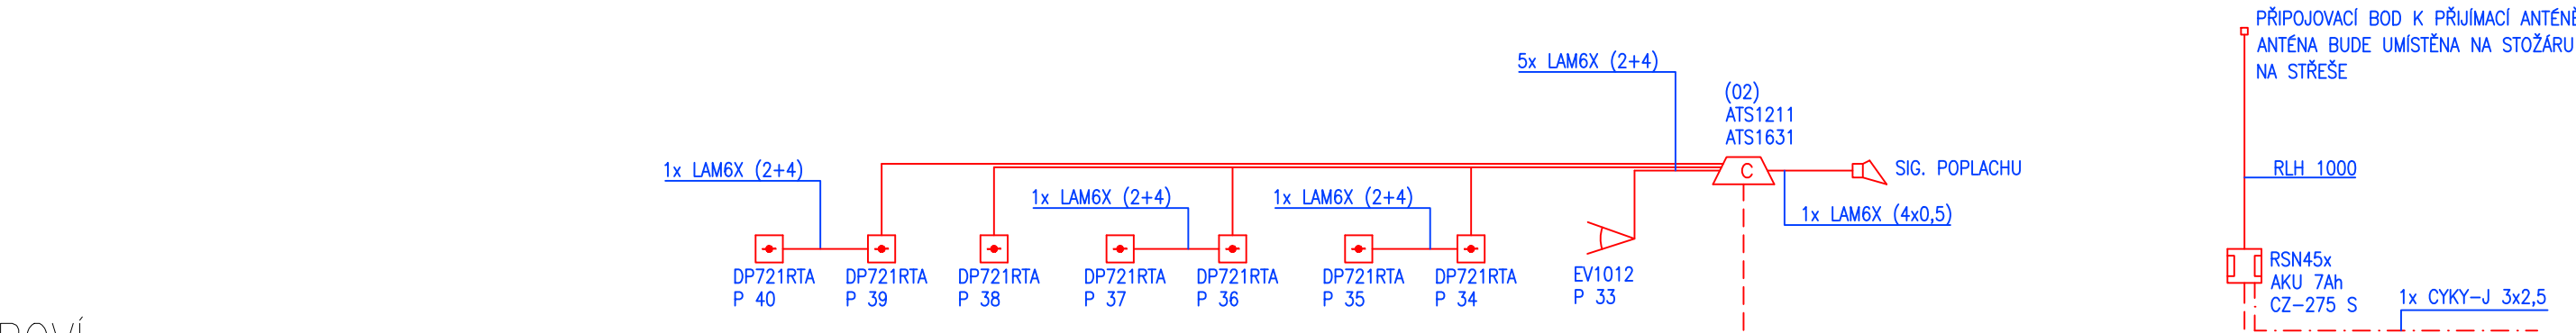 PŘIPOJOVACÍ BOD K PŘIJÍMACÍ ANTÉNĚ
ANTÉNA BUDE UMÍSTĚNA NA STOŽÁRU
NA STŘEŠE
5x LAM6X (2+4)
(02)
ATS1211
ATS1631
1x LAM6X (2+4)
C
SIG. POPLACHU
RLH 1000
1x LAM6X (2+4)
1x LAM6X (2+4)
1x LAM6X (4x0,5)
DP721RTA
P 40
DP721RTA
P 39
DP721RTA
P 38
DP721RTA
P 37
DP721RTA
P 36
DP721RTA
P 35
DP721RTA
P 34
EV1012
P 33
RSN45x
AKU 7Ah
CZ-275 S
1x CYKY-J 3x2,5